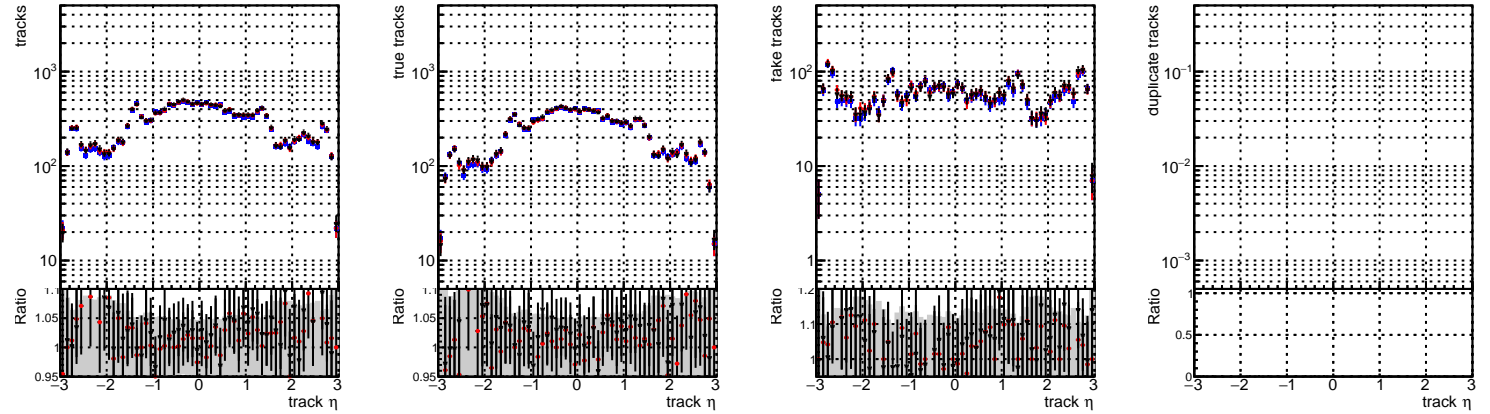 tracks
10³
10²
10
Ratio
1.1
1.05
1
0.95
−3 −2 −1 0 1 2 3
track η
true tracks
10³
10²
10
Ratio
1.1
1.05
1
0.95
−3 −2 −1 0 1 2 3
track η
fake tracks
10²
10
1
Ratio
1.2
1.1
1
−3 −2 −1 0 1 2 3
track η
duplicate tracks
10⁻¹
10⁻²
10⁻³
Ratio
1
0.5
0
−3 −2 −1 0 1 2 3
track η